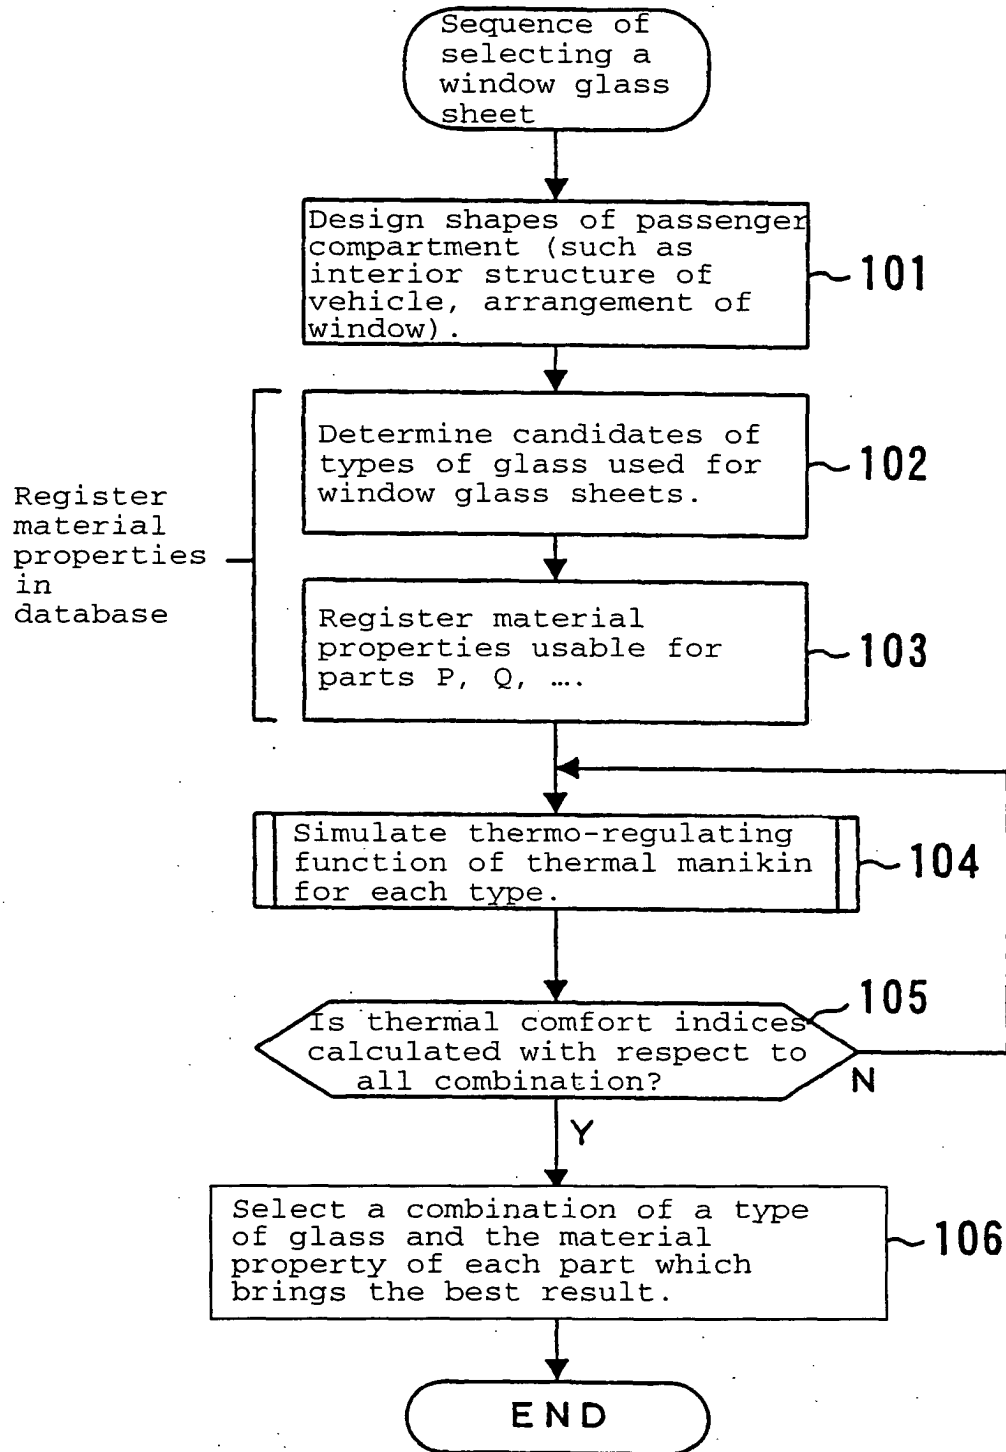 Sequence of
selecting a
window glass
sheet
Design shapes of passenger
compartment (such as
interior structure of
vehicle, arrangement of
window).
101
Determine candidates of
types of glass used for
window glass sheets.
102
Register
material
properties
in
database
Register material
properties usable for
parts P, Q, ….
103
Simulate thermo-regulating
function of thermal manikin
for each type.
104
Is thermal comfort indices
calculated with respect to
all combination?
105
N
Y
Select a combination of a type
of glass and the material
property of each part which
brings the best result.
106
END